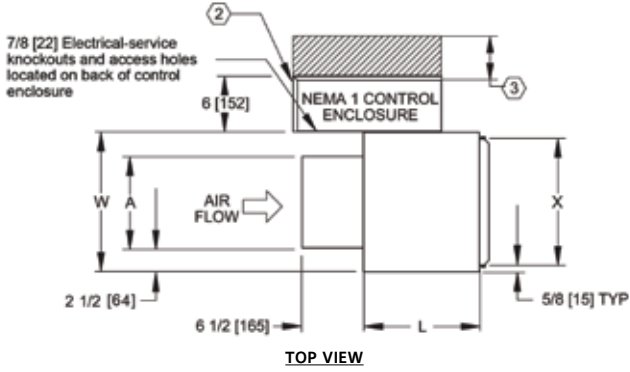 2
7/8 [22] Electrical-service
knockouts and access holes
located on back of control
enclosure
3
6 [152]
NEMA 1 CONTROL
ENCLOSURE
W
A
AIR
FLOW
X
2 1/2 [64]
5/8 [15] TYP
6 1/2 [165]
L
TOP VIEW